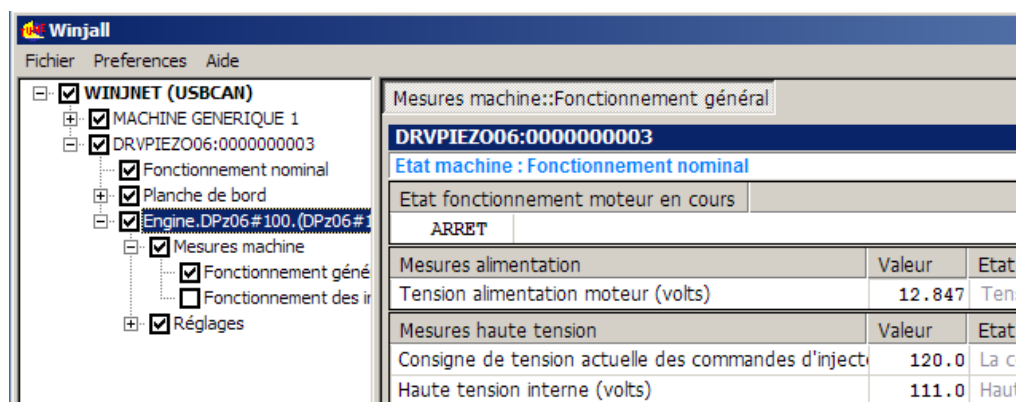 Winjall
Fichier Preferences Aide
WINJNET (USBCAN)
MACHINE GENERIQUE 1
DRVPIEZO06:0000000003
Fonctionnement nominal
Planche de bord
Engine.DPz06#100.(DPz06#1
Mesures machine
Fonctionnement géné
Fonctionnement des in
Réglages
Mesures machine::Fonctionnement général
DRVPIEZO06:0000000003
Etat machine : Fonctionnement nominal
Etat fonctionnement moteur en cours
ARRET
Mesures alimentation Valeur Etat
Tension alimentation moteur (volts) 12.847 Ten
Mesures haute tension Valeur Etat
Consigne de tension actuelle des commandes d'injecte 120.0 La c
Haute tension interne (volts) 111.0 Haut